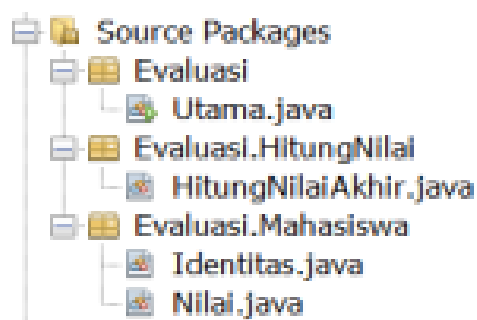 Source Packages
Evaluasi
Utama.java
Evaluasi.HitungNilai
HitungNilaiAkhir.java
Evaluasi.Mahasiswa
Identitas.java
Nilai.java